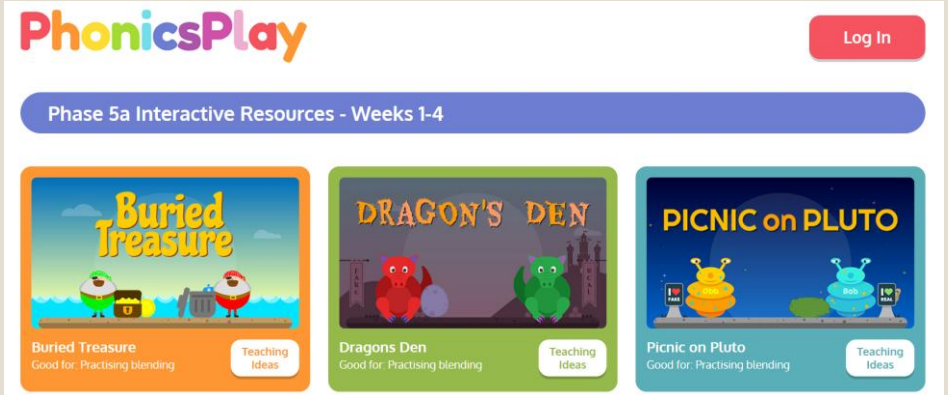 PhonicsPlay
Log In
Phase 5a Interactive Resources - Weeks 1-4
Buried
Treasure
Buried Treasure
Good for: Practising blending
Teaching
Ideas
DRAGON'S DEN
FAKE
REAL
Dragons Den
Good for: Practising blending
Teaching
Ideas
PICNIC on PLUTO
I ♥
FAKE
Obb
Bob
I ♥
REAL
Picnic on Pluto
Good for: Practising blending
Teaching
Ideas